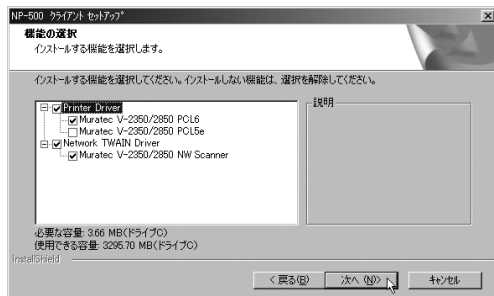 NP-500 クライアント セットアップ
機能の選択
インストールする機能を選択します。
インストールする機能を選択してください。インストールしない機能は、選択を解除してください。
Printer Driver
Muratec V-2350/2850 PCL6
Muratec V-2350/2850 PCL5e
Network TWAIN Driver
Muratec V-2350/2850 NW Scanner
説明
必要な容量: 3.66 MB(ドライブC)
使用できる容量: 3295.70 MB(ドライブC)
InstallShield
< 戻る(B)
次へ (N)>
キャンセル